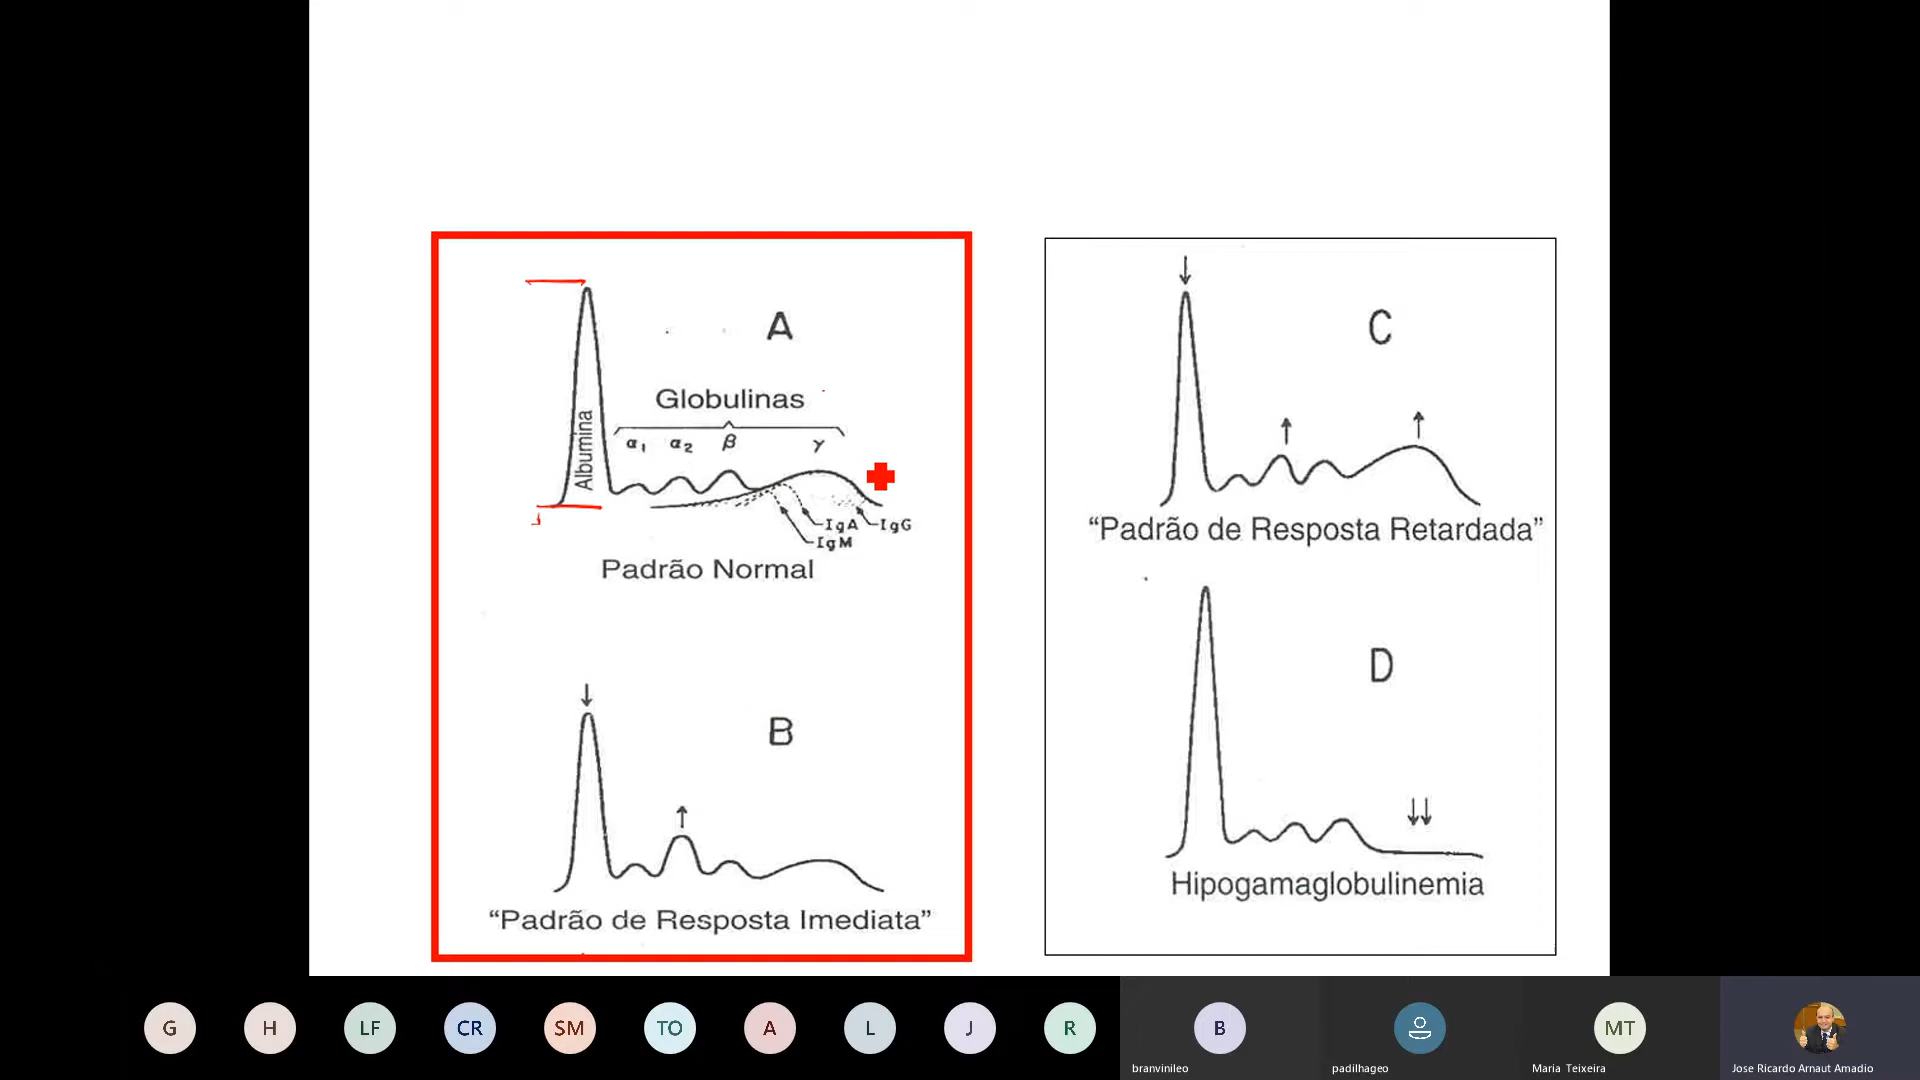 A
Globulinas
α1 α2 β γ
Albumina
IgA
IgG
IgM
Padrão Normal
B
“Padrão de Resposta Imediata”
C
“Padrão de Resposta Retardada”
D
Hipogamaglobulinemia
G H LF CR SM TO A L J R B MT
branvinileo padilhageo Maria Teixeira Jose Ricardo Arnaut Amadio